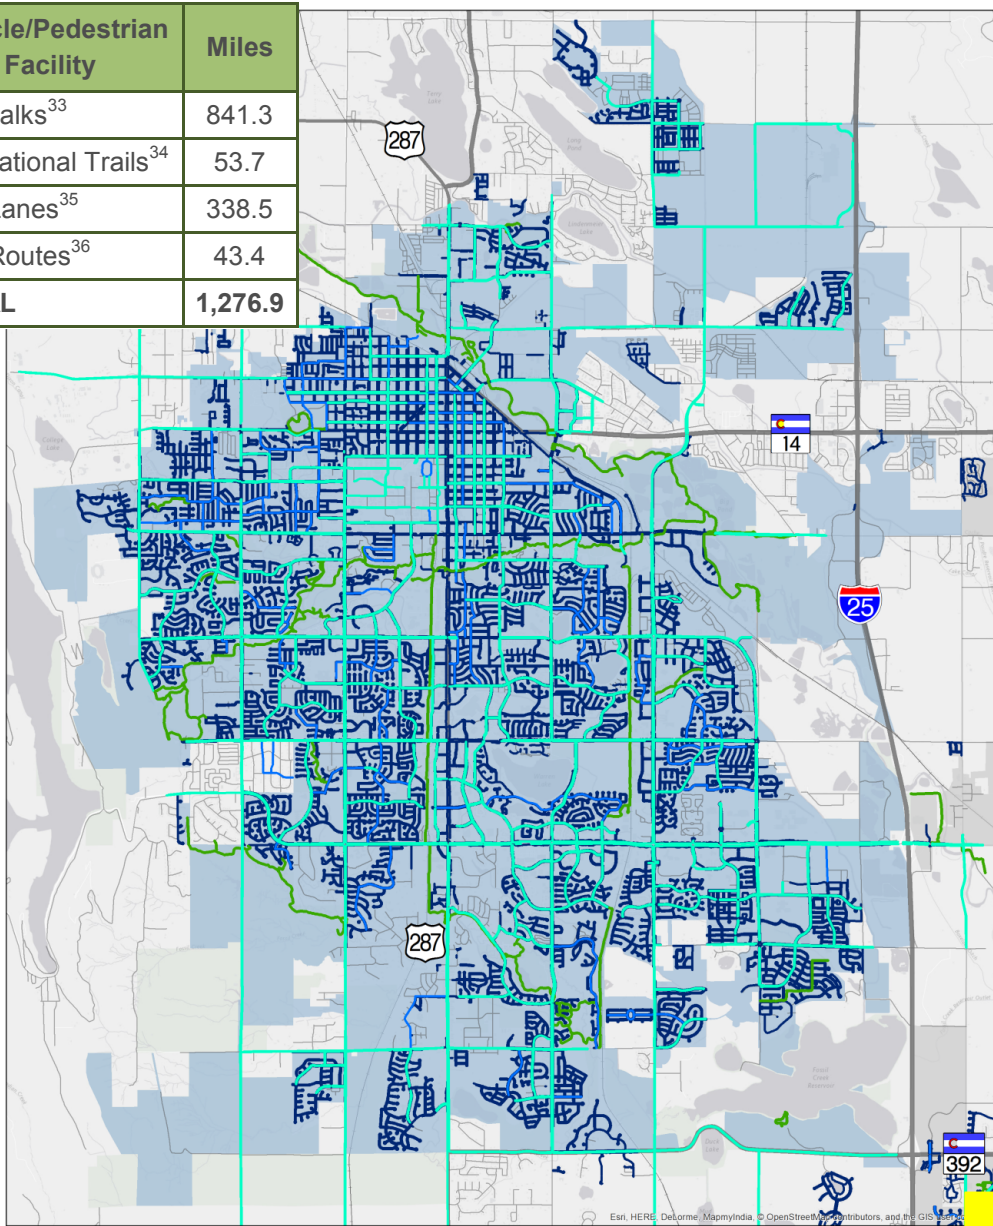 cle/Pedestrian
Facility
Miles
alks33
841.3
ational Trails34
53.7
anes35
338.5
Routes36
43.4
L
1,276.9
287
14
25
287
392
Esri, HERE, DeLorme, MapmyIndia, © OpenStreetMap contributors, and the GIS user